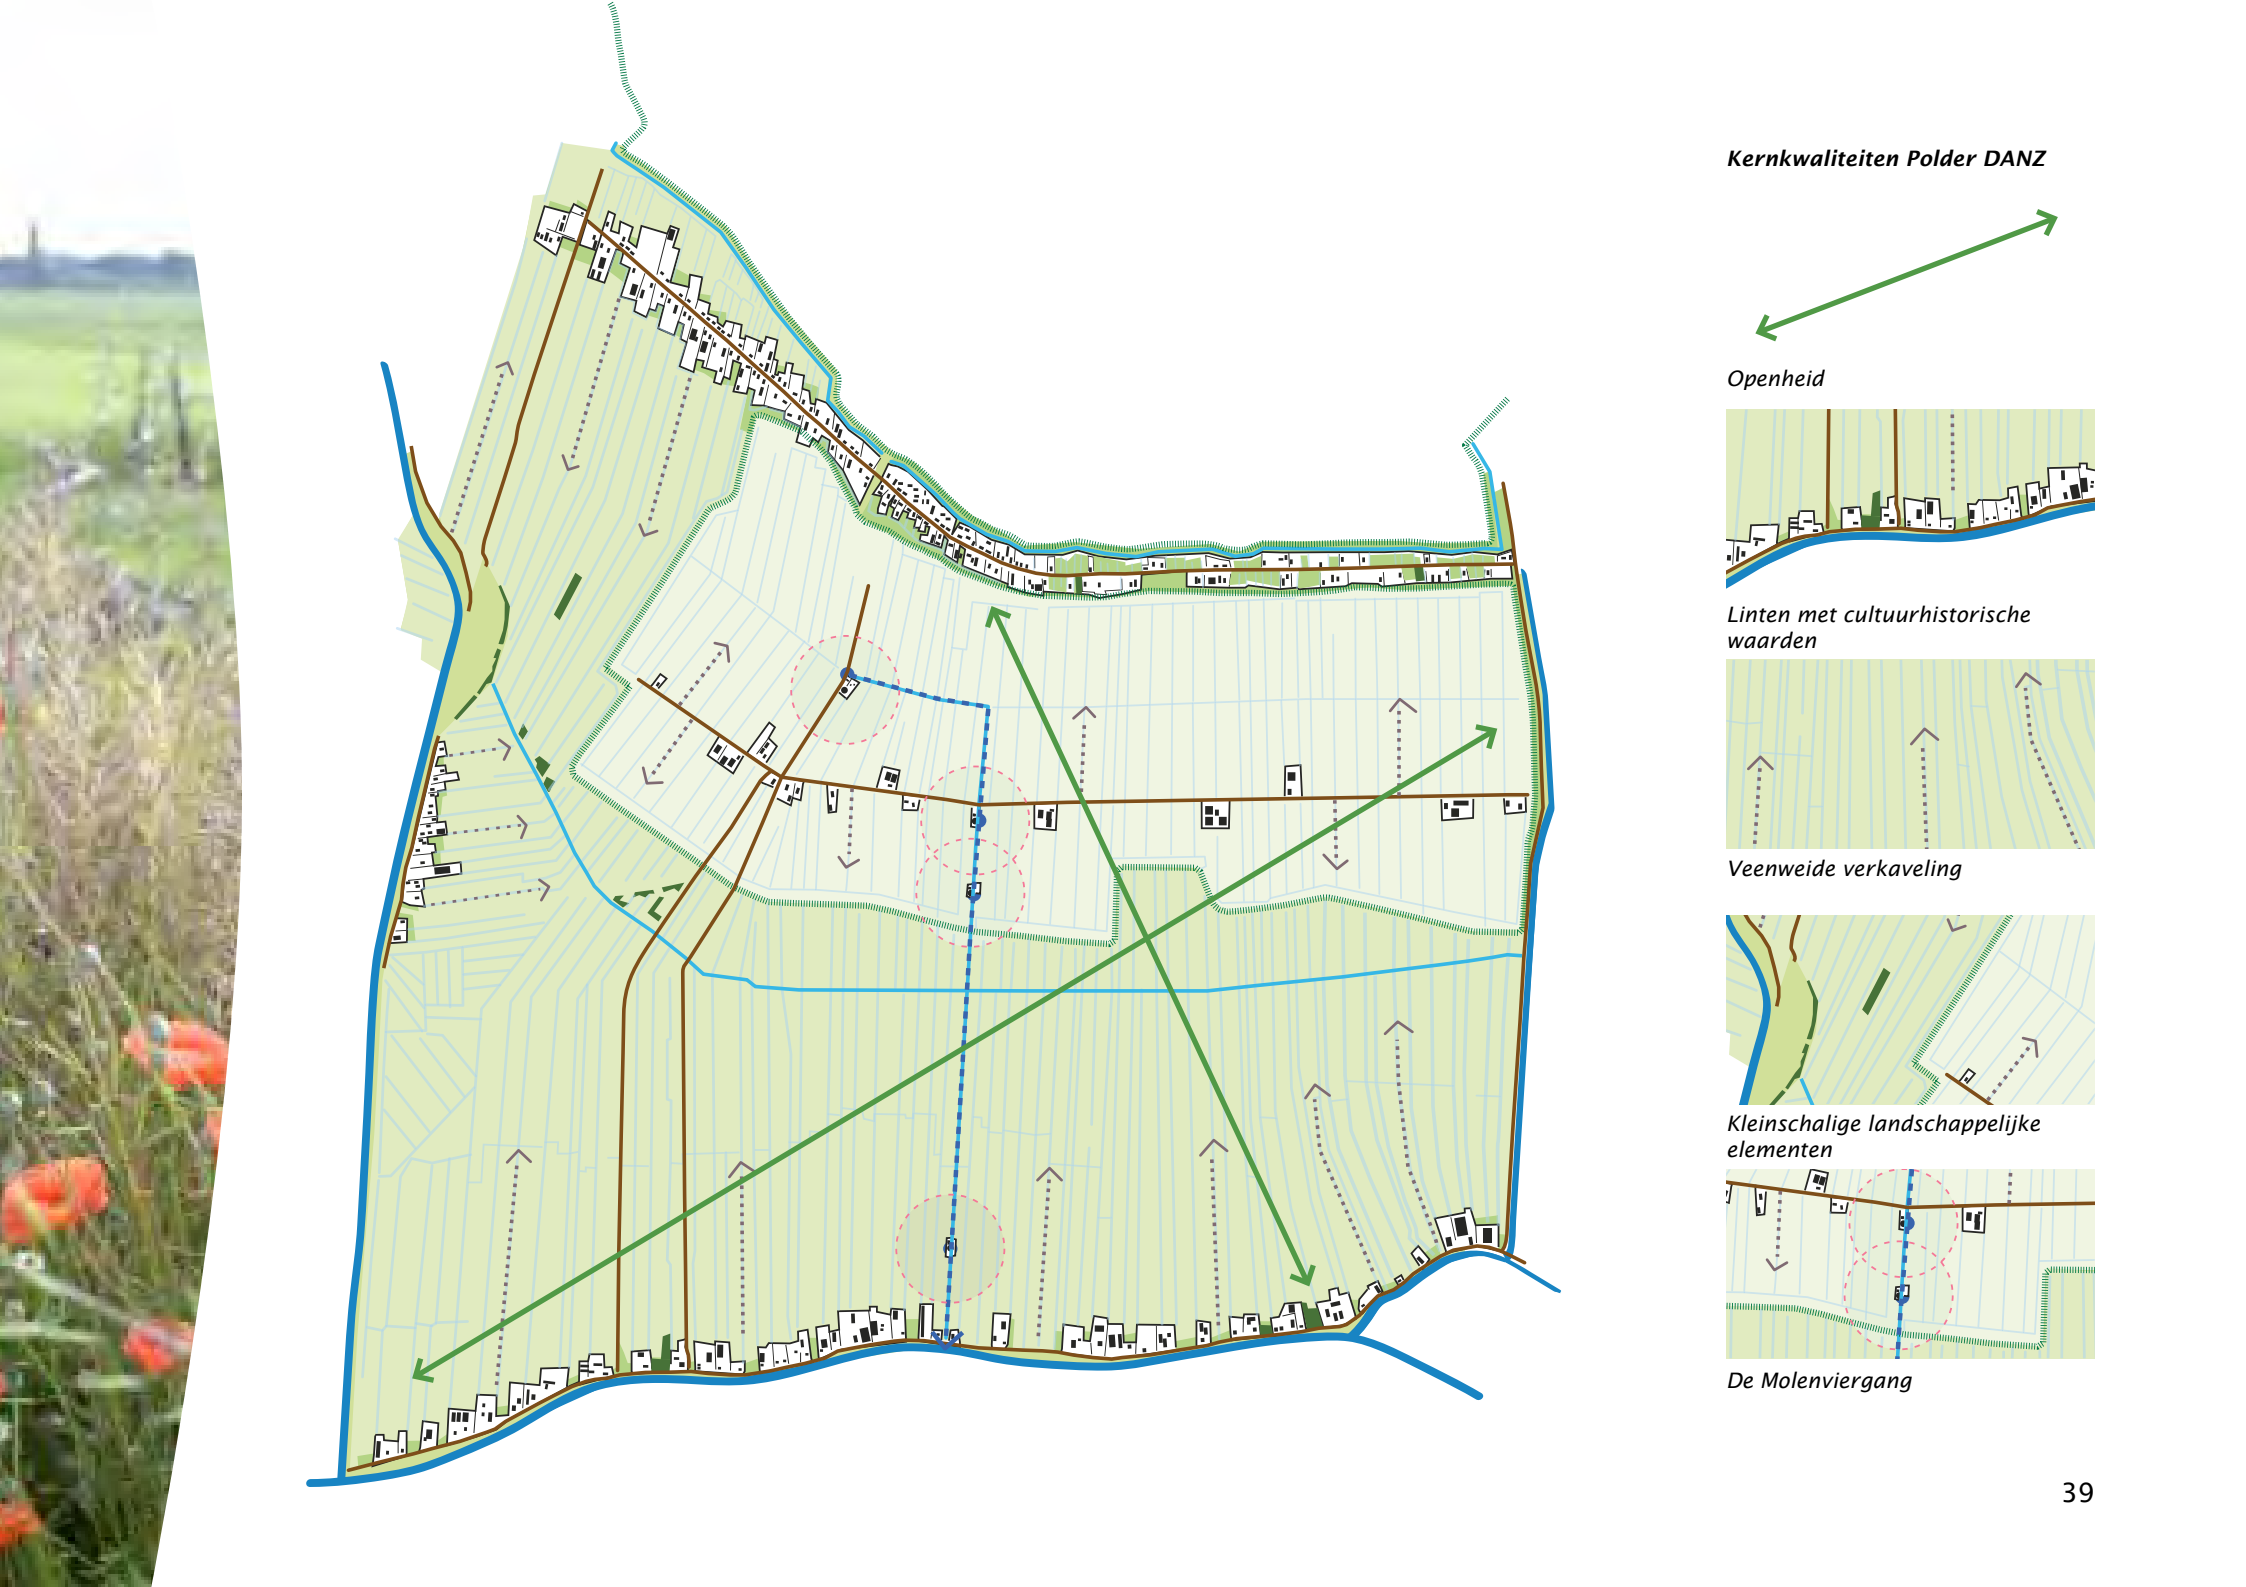 Kernkwaliteiten Polder DANZ
Openheid
Linten met cultuurhistorische
waarden
Veenweide verkaveling
Kleinschalige landschappelijke
elementen
De Molenviergang
39